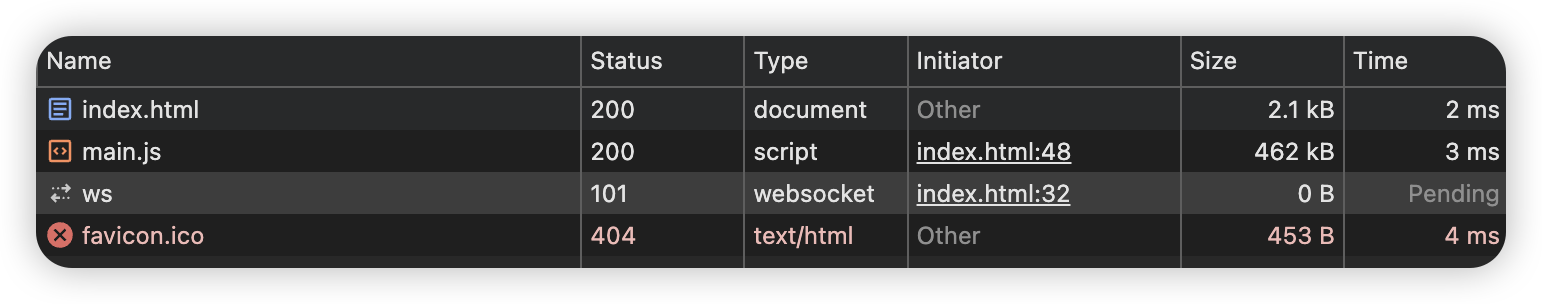 Name Status Type Initiator Size Time
index.html 200 document Other 2.1 kB 2 ms
main.js 200 script index.html:48 462 kB 3 ms
ws 101 websocket index.html:32 0 B Pending
favicon.ico 404 text/html Other 453 B 4 ms